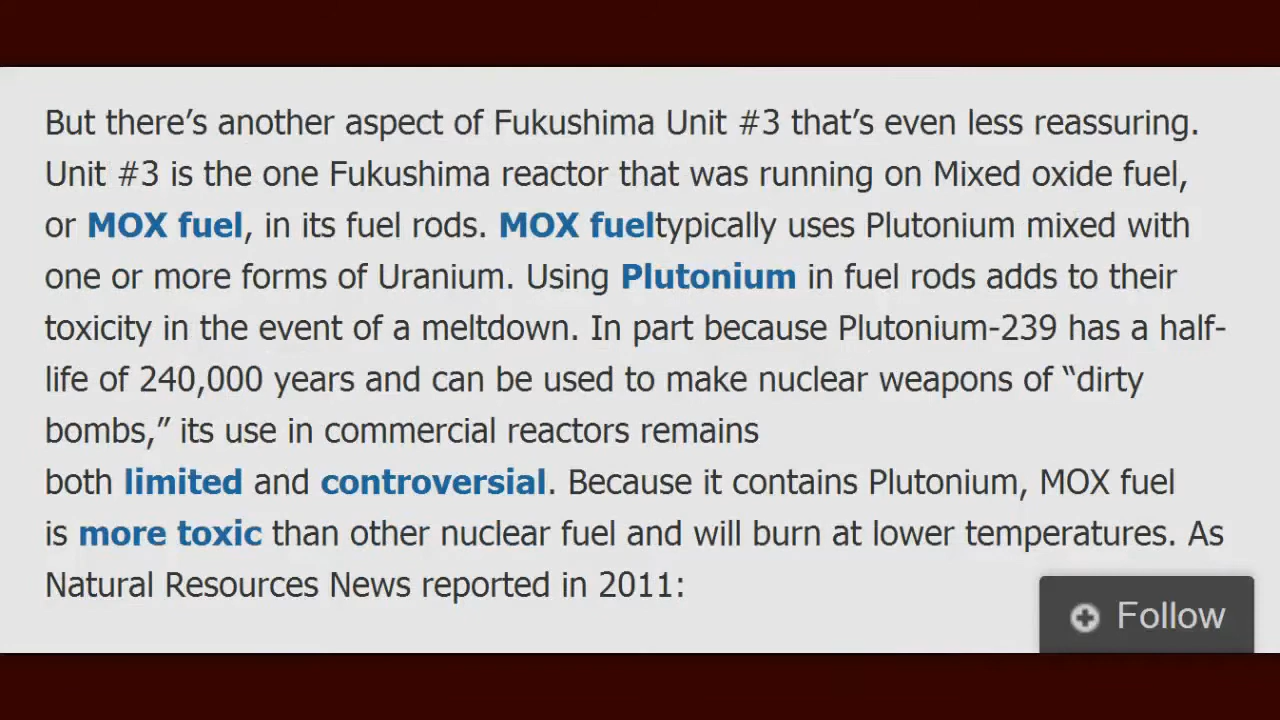 But there’s another aspect of Fukushima Unit #3 that’s even less reassuring.
Unit #3 is the one Fukushima reactor that was running on Mixed oxide fuel,
or MOX fuel, in its fuel rods. MOX fueltypically uses Plutonium mixed with
one or more forms of Uranium. Using Plutonium in fuel rods adds to their
toxicity in the event of a meltdown. In part because Plutonium-239 has a half-
life of 240,000 years and can be used to make nuclear weapons of “dirty
bombs,” its use in commercial reactors remains
both limited and controversial. Because it contains Plutonium, MOX fuel
is more toxic than other nuclear fuel and will burn at lower temperatures. As
Natural Resources News reported in 2011:
Follow